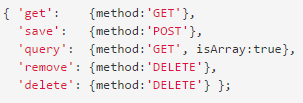 { 'get':    {method:'GET'},
  'save':   {method:'POST'},
  'query':  {method:'GET', isArray:true},
  'remove': {method:'DELETE'},
  'delete': {method:'DELETE'} };